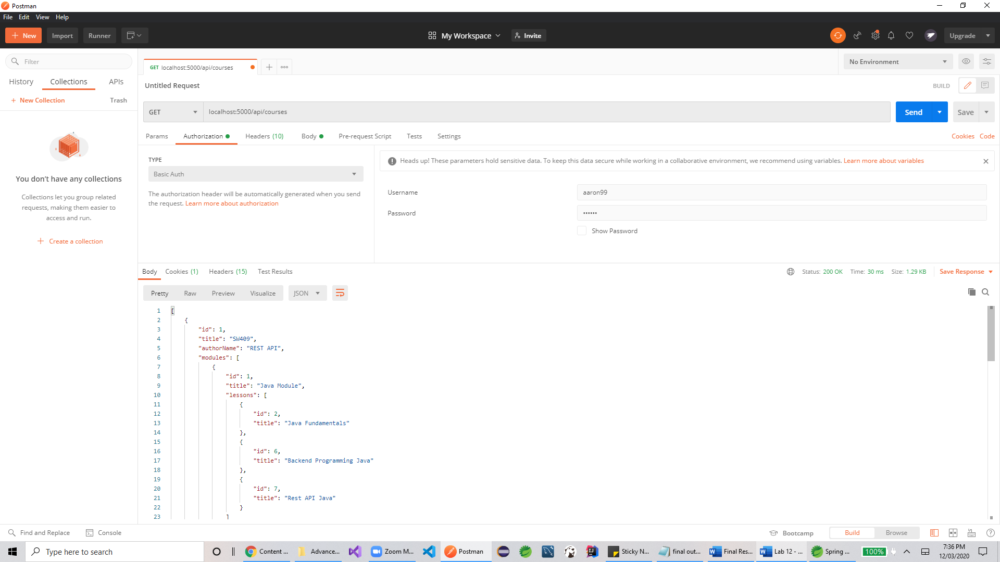 Postman
File Edit View Help
New Import Runner My Workspace Invite Upgrade
Filter
History Collections APIs
+ New Collection Trash
You don't have any collections
Collections let you group related
requests, making them easier to
access and run.
+ Create a collection
GET localhost:5000/api/courses
No Environment
Untitled Request BUILD
GET localhost:5000/api/courses Send Save
Params Authorization Headers (10) Body Pre-request Script Tests Settings Cookies Code
TYPE
Basic Auth
The authorization header will be automatically generated when you send
the request. Learn more about authorization
Heads up! These parameters hold sensitive data. To keep this data secure while working in a collaborative environment, we recommend using variables. Learn more about variables
Username aaron99
Password ••••••
Show Password
Body Cookies (1) Headers (15) Test Results Status: 200 OK Time: 30 ms Size: 1.29 KB Save Response
Pretty Raw Preview Visualize JSON
1 [
2 {
3 "id": 1,
4 "title": "SW409",
5 "authorName": "REST API",
6 "modules": [
7 {
8 "id": 1,
9 "title": "Java Module",
10 "lessons": [
11 {
12 "id": 2,
13 "title": "Java Fundamentals"
14 },
15 {
16 "id": 6,
17 "title": "Backend Programming Java"
18 },
19 {
20 "id": 7,
21 "title": "Rest API Java"
22 }
23 ]
Find and Replace Console Bootcamp Build Browse
Type here to search Content ... Advance... Zoom M... Postman Sticky N... final out... Final Res... Lab 12 - ... Spring ... 100% 7:36 PM
12/03/2020